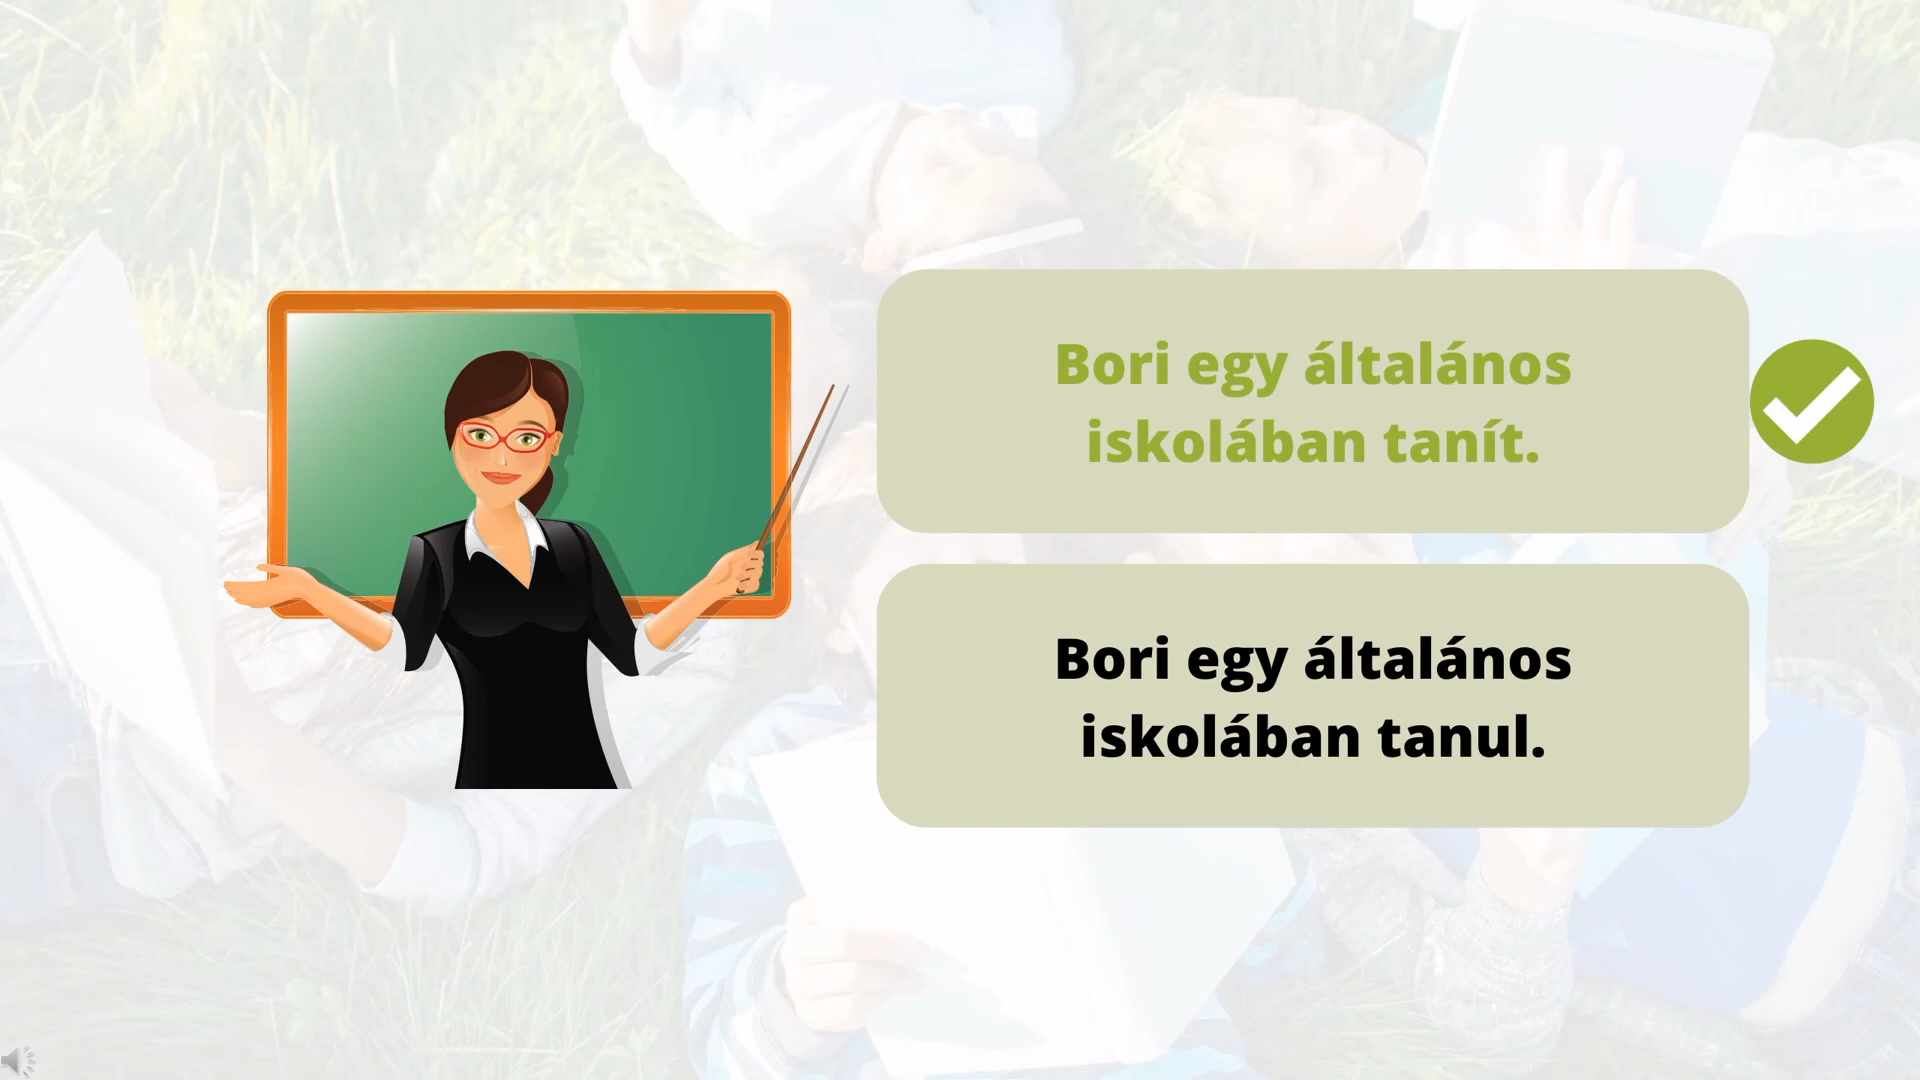 Bori egy általános
iskolában tanít.
Bori egy általános
iskolában tanul.